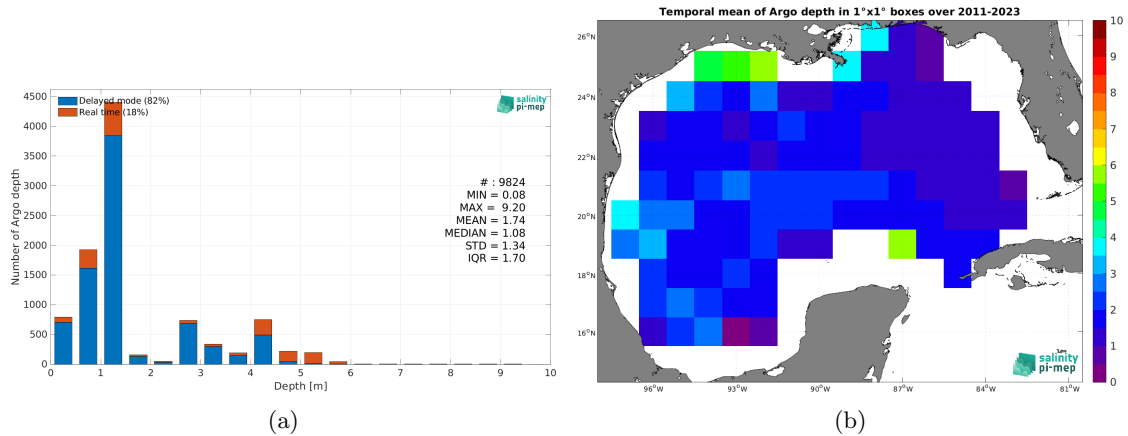 Temporal mean of Argo depth in 1°x1° boxes over 2011-2023
Delayed mode (82%)
Real time (18%)
salinity
pi-mep
# : 9824
MIN = 0.08
MAX = 9.20
MEAN = 1.74
MEDIAN = 1.08
STD = 1.34
IQR = 1.70
Number of Argo depth
4500
4000
3500
3000
2500
2000
1500
1000
500
0
0 1 2 3 4 5 6 7 8 9 10
Depth [m]
(a)
26°N
24°N
22°N
20°N
18°N
16°N
96°W 93°W 90°W 87°W 84°W 81°W
salinity
pi-mep
10
9
8
7
6
5
4
3
2
1
0
(b)